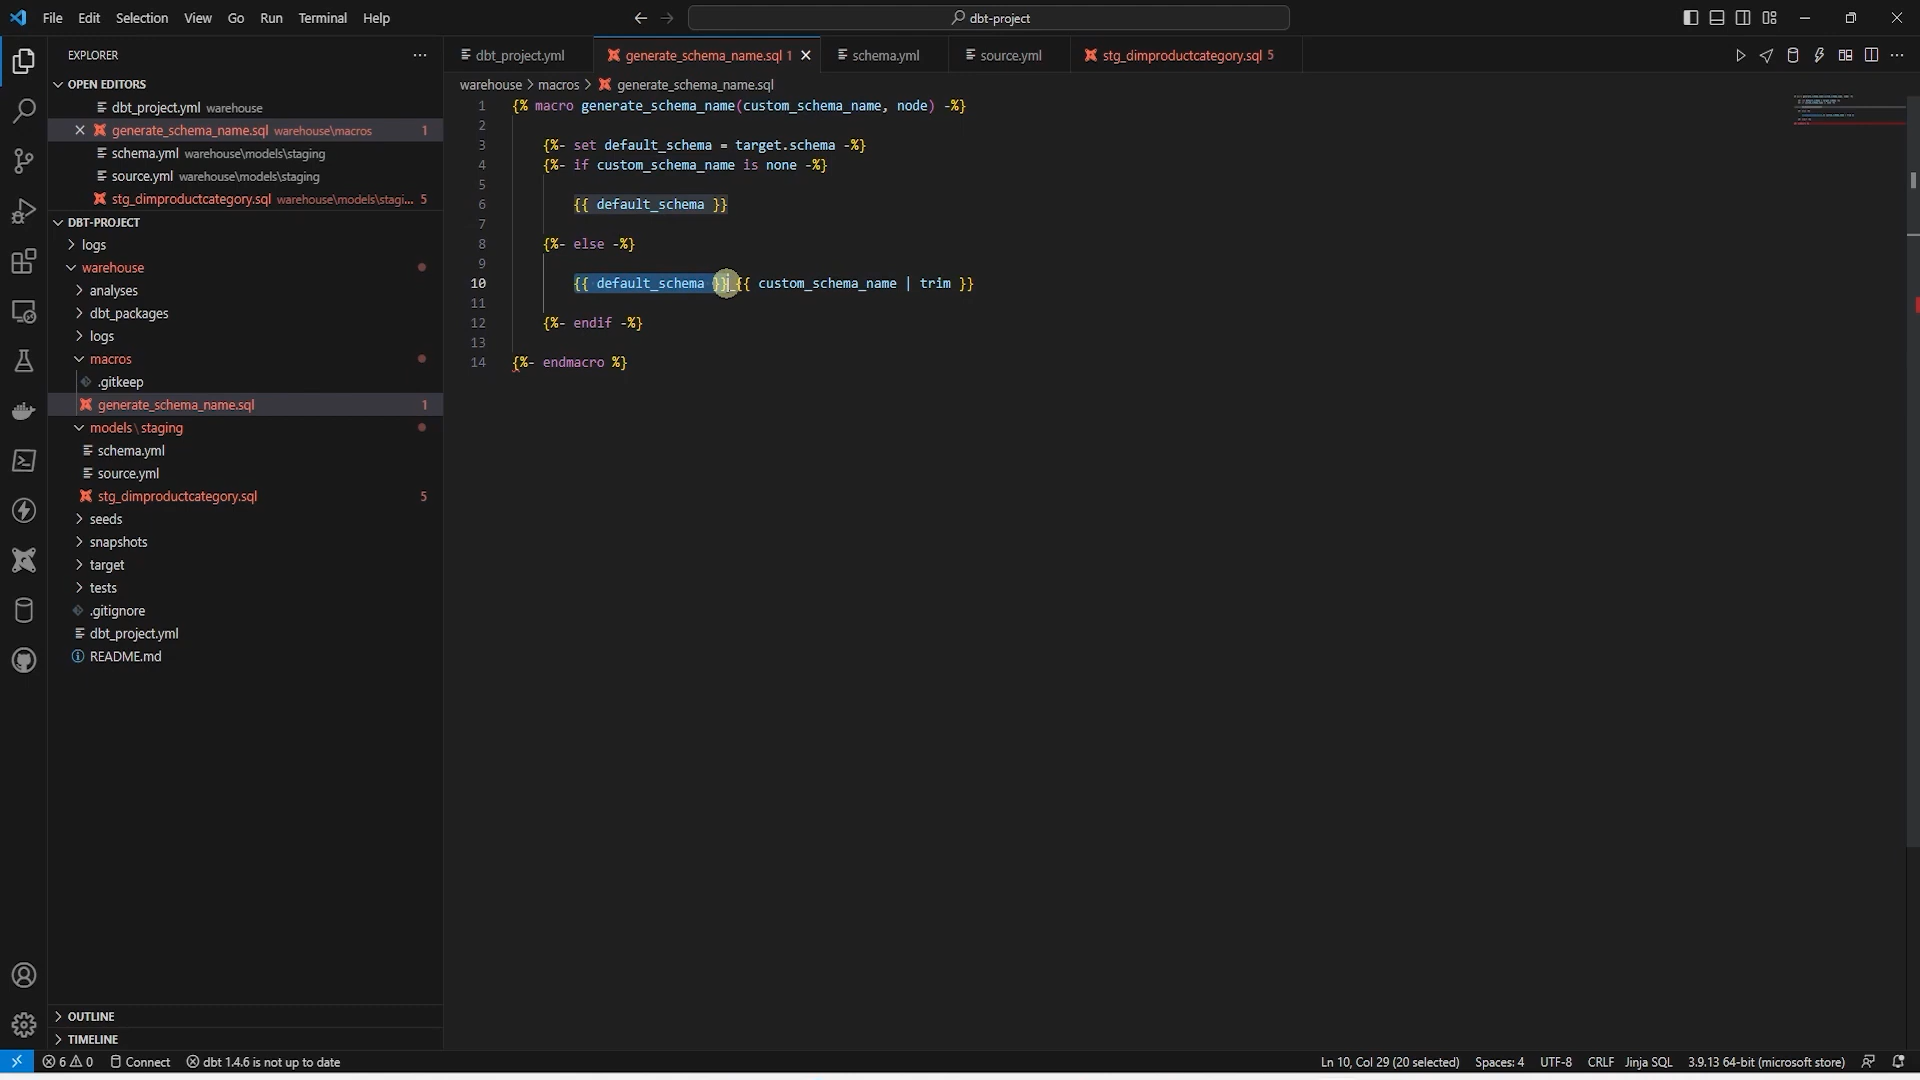 File Edit Selection View Go Run Terminal Help
dbt-project
EXPLORER
OPEN EDITORS
dbt_project.yml warehouse
generate_schema_name.sql warehouse\macros 1
schema.yml warehouse\models\staging
source.yml warehouse\models\staging
stg_dimproductcategory.sql warehouse\models\stagi... 5
DBT-PROJECT
logs
warehouse
analyses
dbt_packages
logs
macros
.gitkeep
generate_schema_name.sql 1
models\staging
schema.yml
source.yml
stg_dimproductcategory.sql 5
seeds
snapshots
target
tests
.gitignore
dbt_project.yml
README.md
OUTLINE
TIMELINE
dbt_project.yml generate_schema_name.sql 1 schema.yml source.yml stg_dimproductcategory.sql 5
warehouse > macros > generate_schema_name.sql
1 {% macro generate_schema_name(custom_schema_name, node) -%}
2
3 {%- set default_schema = target.schema -%}
4 {%- if custom_schema_name is none -%}
5
6 {{ default_schema }}
7
8 {%- else -%}
9
10 {{ default_schema }}_{{ custom_schema_name | trim }}
11
12 {%- endif -%}
13
14 {%- endmacro %}
6 0 Connect dbt 1.4.6 is not up to date Ln 10, Col 29 (20 selected) Spaces: 4 UTF-8 CRLF Jinja SQL 3.9.13 64-bit (microsoft store)